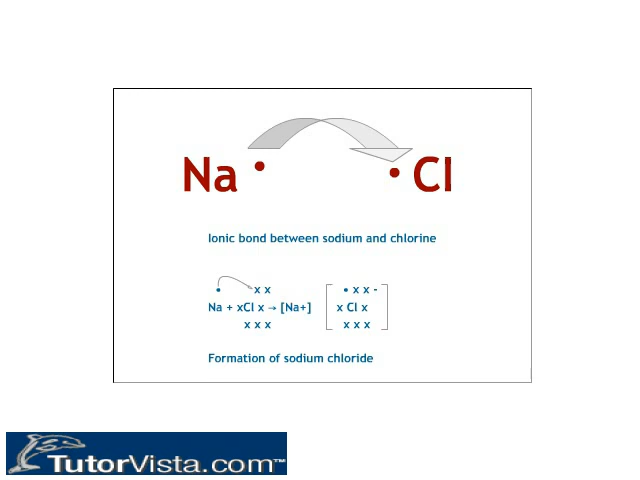 Na • • Cl
Ionic bond between sodium and chlorine
• x x • x x -
Na + xCl x → [Na+] x Cl x
x x x x x x
Formation of sodium chloride
TutorVista.com™